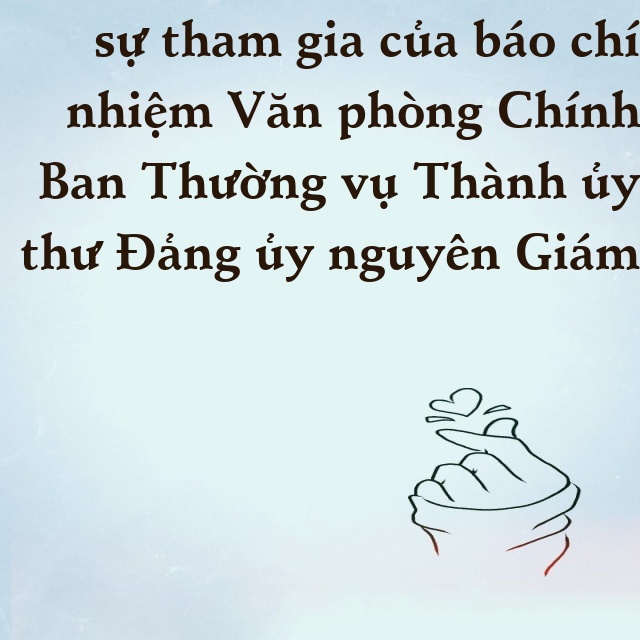 sự tham gia của báo chí
nhiệm Văn phòng Chính
Ban Thường vụ Thành ủy
thư Đảng ủy nguyên Giám